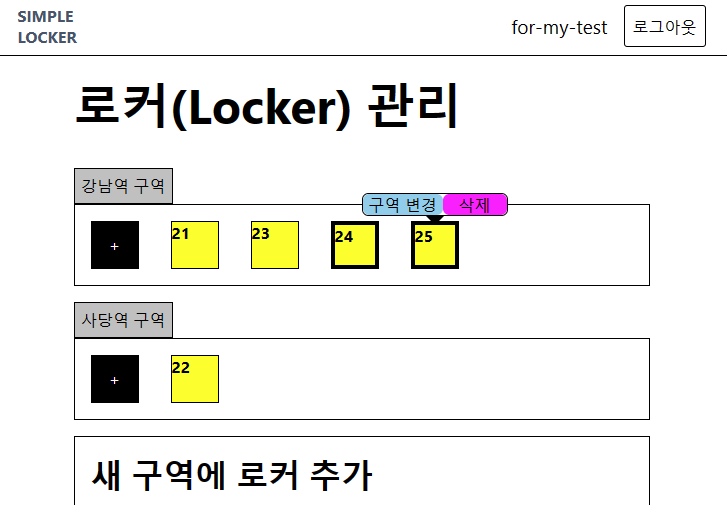 SIMPLE
LOCKER
for-my-test
로그아웃
로커(Locker) 관리
강남역 구역
구역 변경 삭제
+ 21 23 24 25
사당역 구역
+ 22
새 구역에 로커 추가